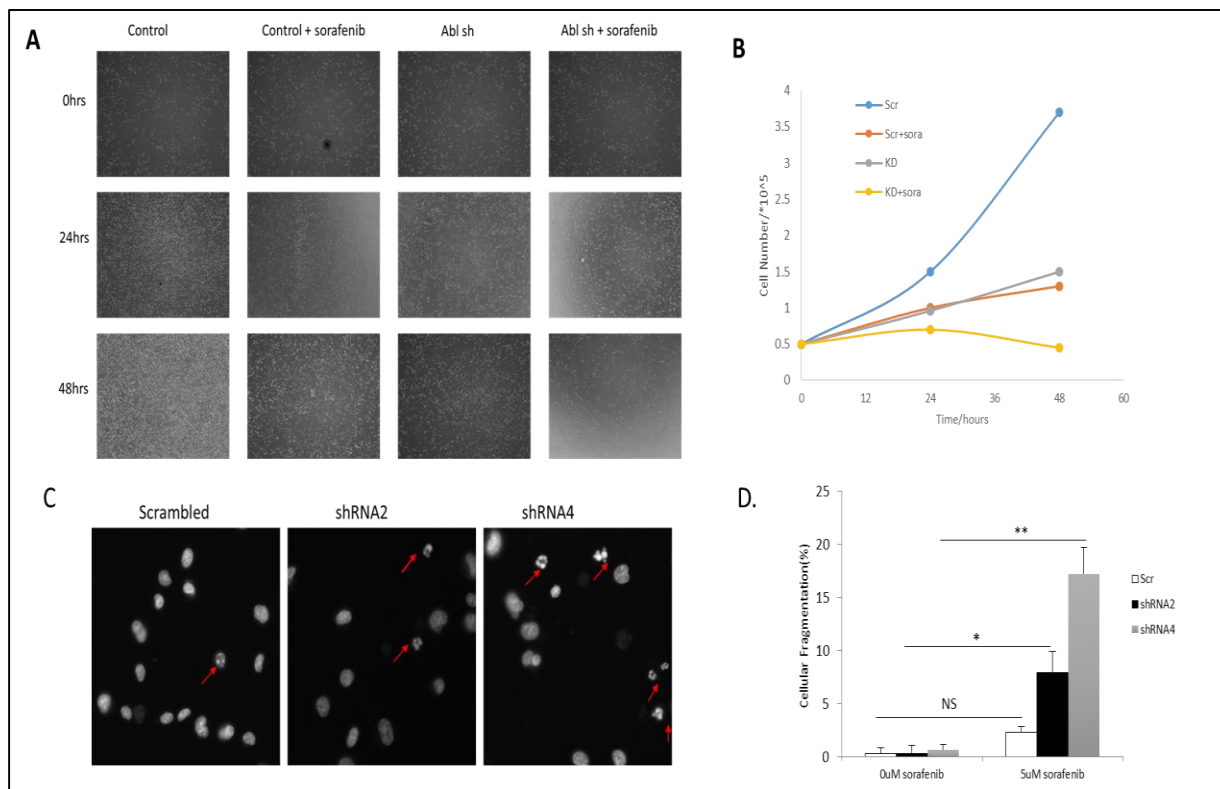 A
Control
Control + sorafenib
Abl sh
Abl sh + sorafenib
0hrs
24hrs
48hrs
B
4
3.5
3
2.5
2
1.5
1
0.5
0
Cell Number/*10^5
Scr
Scr+sora
KD
KD+sora
0
12
24
36
48
60
Time/hours
C
Scrambled
shRNA2
shRNA4
D.
25
20
15
10
5
0
Cellular Fragmentation(%)
**
*
NS
Scr
shRNA2
shRNA4
0uM sorafenib
5uM sorafenib